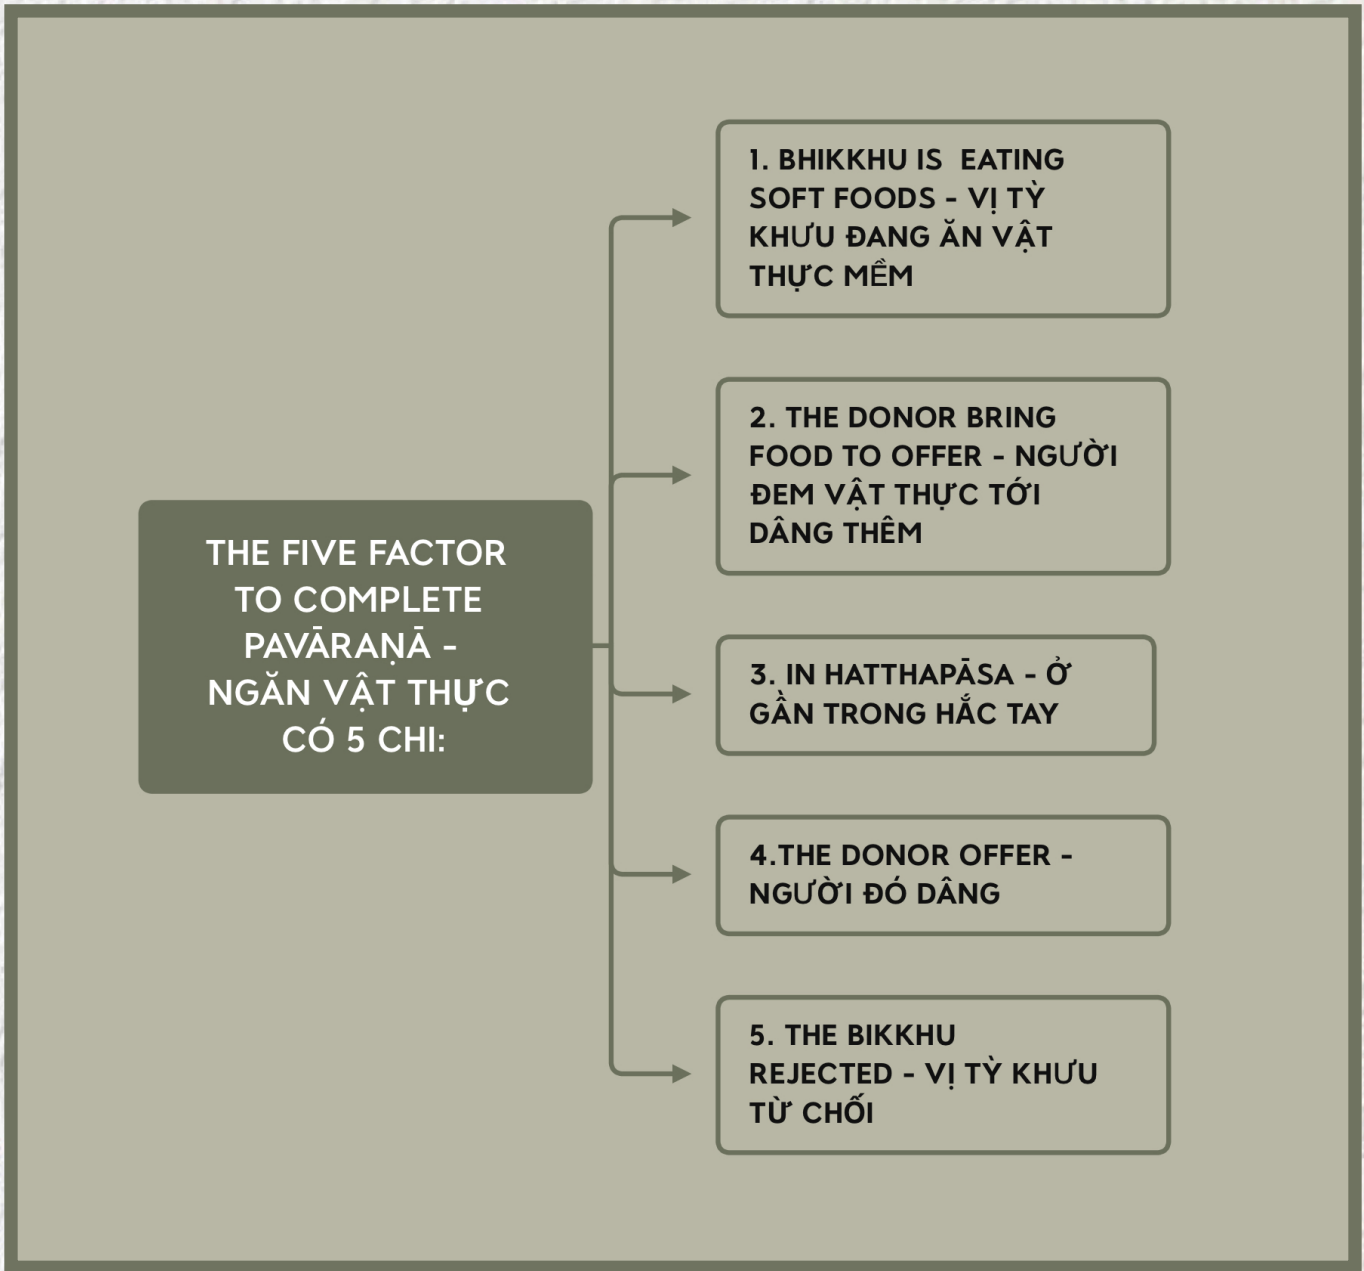 THE FIVE FACTOR
TO COMPLETE
PAVĀRAṆĀ -
NGĂN VẬT THỰC
CÓ 5 CHI:
1. BHIKKHU IS  EATING
SOFT FOODS - VỊ TỲ
KHƯU ĐANG ĂN VẬT
THỰC MỀM
2. THE DONOR BRING
FOOD TO OFFER - NGƯỜI
ĐEM VẬT THỰC TỚI
DÂNG THÊM
3. IN HATTHAPĀSA - Ở
GẦN TRONG HẮC TAY
4.THE DONOR OFFER -
NGƯỜI ĐÓ DÂNG
5. THE BIKKHU
REJECTED - VỊ TỲ KHƯU
TỪ CHỐI